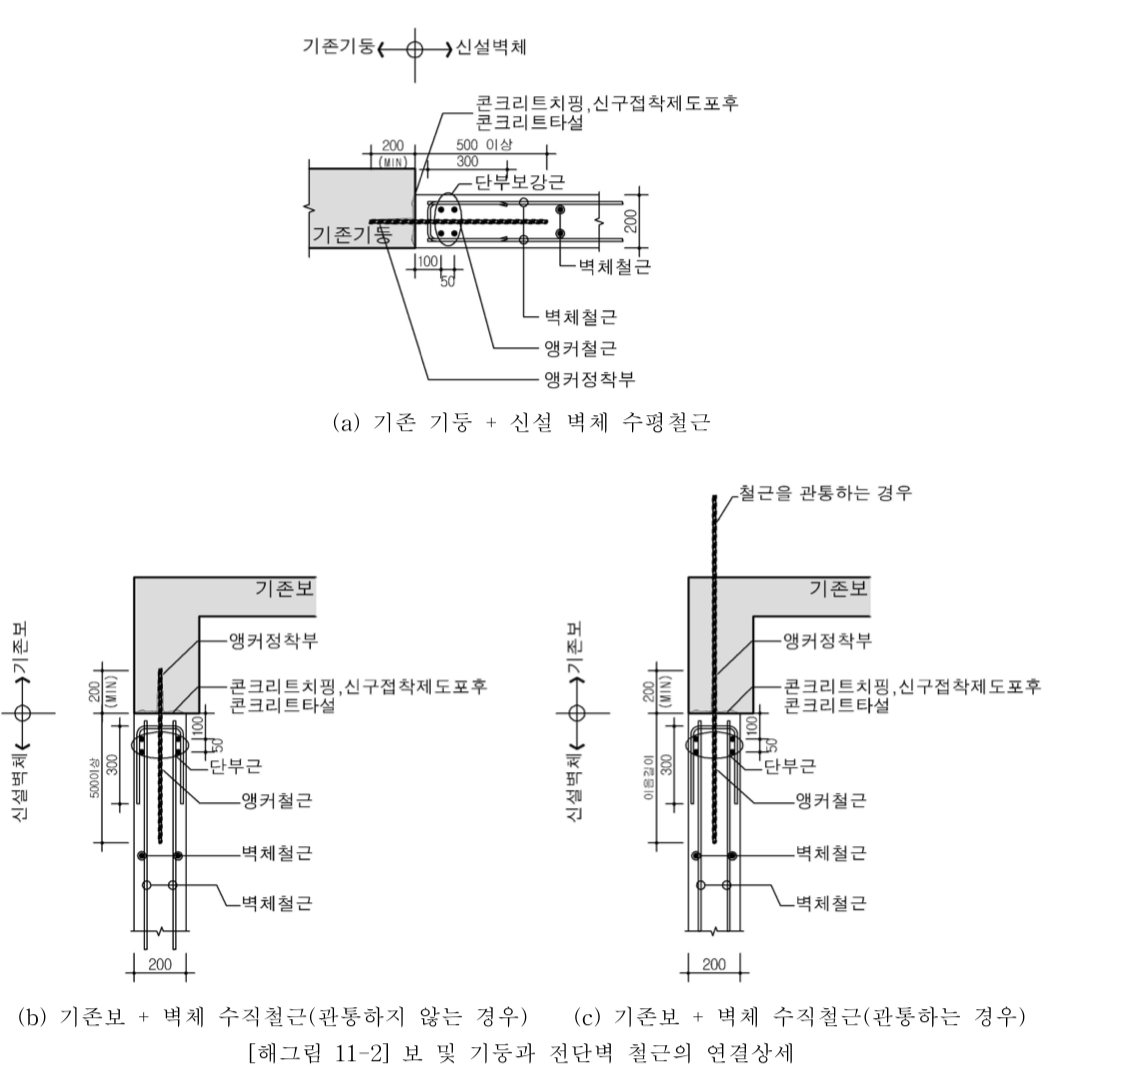 기존기둥 신설벽체
콘크리트치핑,신구접착제도포후
콘크리트타설
200 500 이상
(MIN) 300
단부보강근
기존기둥
200
100
50
벽체철근
벽체철근
앵커철근
앵커정착부
(a) 기존 기둥 + 신설 벽체 수평철근
기존보
앵커정착부
콘크리트치핑,신구접착제도포후
콘크리트타설
기존보
신설벽체
200
(MIN)
500이상
300
100
50
단부근
앵커철근
벽체철근
벽체철근
200
(b) 기존보 + 벽체 수직철근(관통하지 않는 경우)
철근을 관통하는 경우
기존보
앵커정착부
콘크리트치핑,신구접착제도포후
콘크리트타설
기존보
신설벽체
200
(MIN)
이음길이
300
100
50
단부근
앵커철근
벽체철근
벽체철근
200
(c) 기존보 + 벽체 수직철근(관통하는 경우)
[해그림 11-2] 보 및 기둥과 전단벽 철근의 연결상세